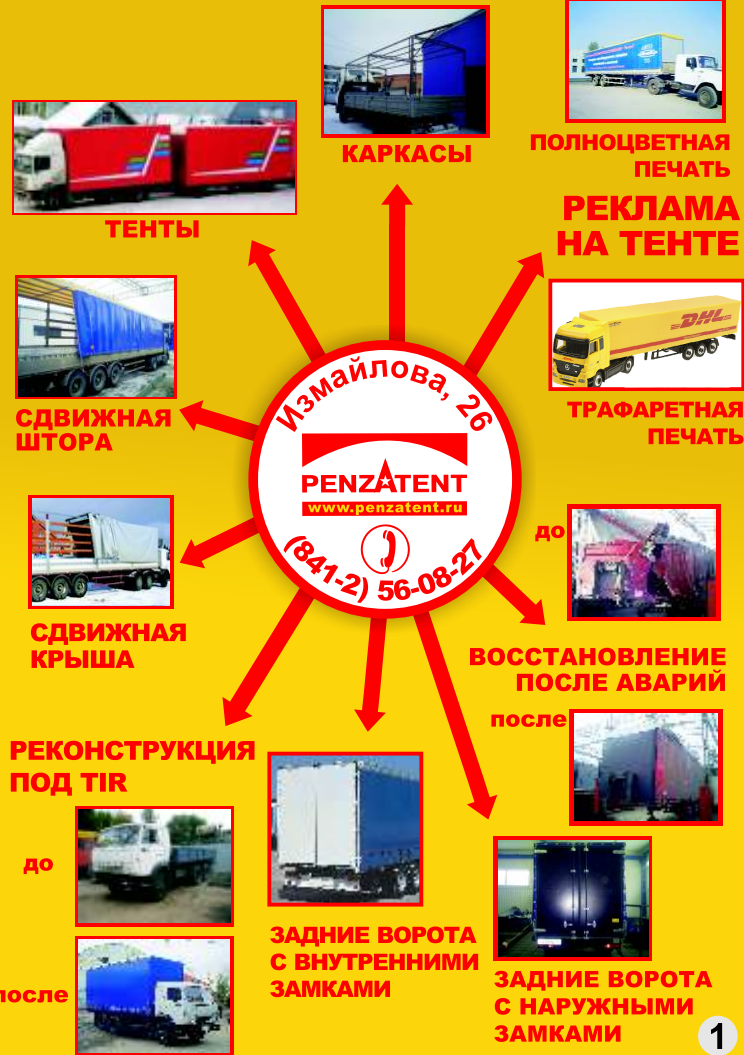 КАРКАСЫ
ПОЛНОЦВЕТНАЯ
ПЕЧАТЬ
ТЕНТЫ
РЕКЛАМА
НА ТЕНТЕ
DHL
СДВИЖНАЯ
ШТОРА
ТРАФАРЕТНАЯ
ПЕЧАТЬ
Измайлова, 26
PENZATENT
www.penzatent.ru
(841-2) 56-08-27
СДВИЖНАЯ
КРЫША
до
ВОССТАНОВЛЕНИЕ
ПОСЛЕ АВАРИЙ
после
РЕКОНСТРУКЦИЯ
ПОД TIR
до
после
ЗАДНИЕ ВОРОТА
С ВНУТРЕННИМИ
ЗАМКАМИ
ЗАДНИЕ ВОРОТА
С НАРУЖНЫМИ
ЗАМКАМИ
1